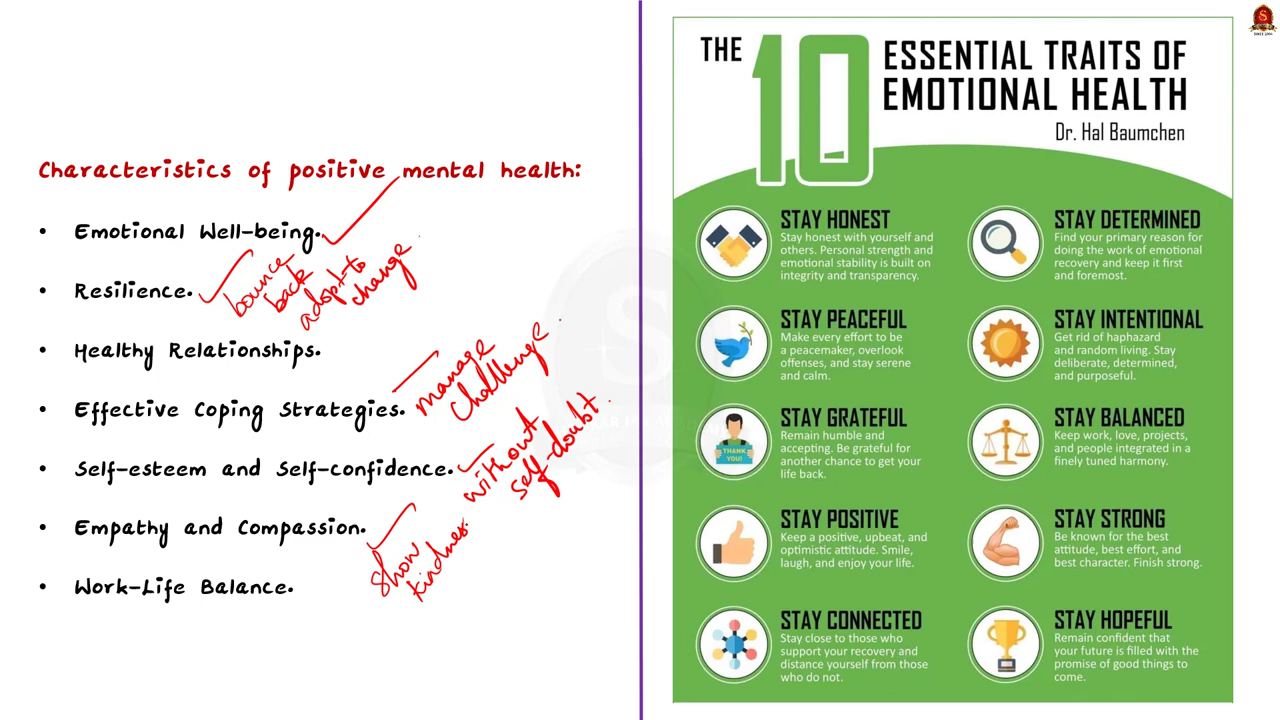 Characteristics of positive mental health:
• Emotional Well-being.
• Resilience.
bounce
back
adopt to
change
• Healthy Relationships.
• Effective Coping Strategies.
manage
challenge
• Self-esteem and Self-confidence.
without
self-doubt
• Empathy and Compassion.
show
kindness.
• Work-Life Balance.
THE 10 ESSENTIAL TRAITS OF
EMOTIONAL HEALTH
Dr. Hal Baumchen
STAY HONEST
Stay honest with yourself and
others. Personal strength and
emotional stability is built on
integrity and transparency.
STAY PEACEFUL
Make every effort to be
a peacemaker, overlook
offenses, and stay serene
and calm.
STAY GRATEFUL
Remain humble and
accepting. Be grateful for
another chance to get your
life back.
THANK
YOU!
STAY POSITIVE
Keep a positive, upbeat, and
optimistic attitude. Smile,
laugh, and enjoy your life.
STAY CONNECTED
Stay close to those who
support your recovery and
distance yourself from those
who do not.
STAY DETERMINED
Find your primary reason for
doing the work of emotional
recovery and keep it first
and foremost.
STAY INTENTIONAL
Get rid of haphazard
and random living. Stay
deliberate, determined,
and purposeful.
STAY BALANCED
Keep work, love, projects,
and people integrated in a
finely tuned harmony.
STAY STRONG
Be known for the best
attitude, best effort, and
best character. Finish strong.
STAY HOPEFUL
Remain confident that
your future is filled with the
promise of good things to
come.
S
SINCE 2004